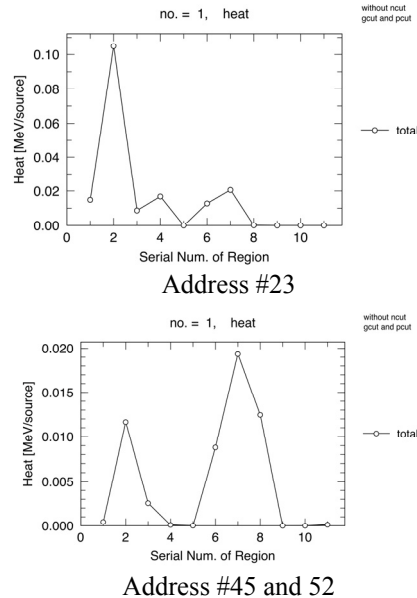 no. = 1, heat
without ncut
gcut and pcut
Heat [MeV/source]
0.10
0.08
0.06
0.04
0.02
0.00
0 2 4 6 8 10
Serial Num. of Region
total
Address #23
no. = 1, heat
without ncut
gcut and pcut
Heat [MeV/source]
0.020
0.015
0.010
0.005
0.000
0 2 4 6 8 10
Serial Num. of Region
total
Address #45 and 52